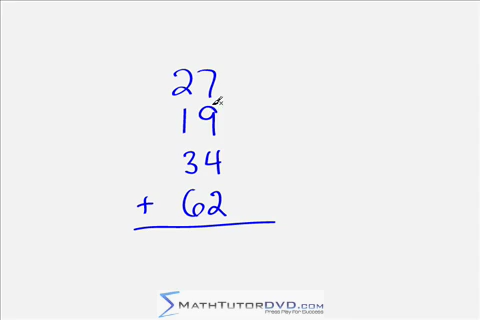 27
19
34
+ 62
MATHTUTORDVD.COM
Press Play For Success